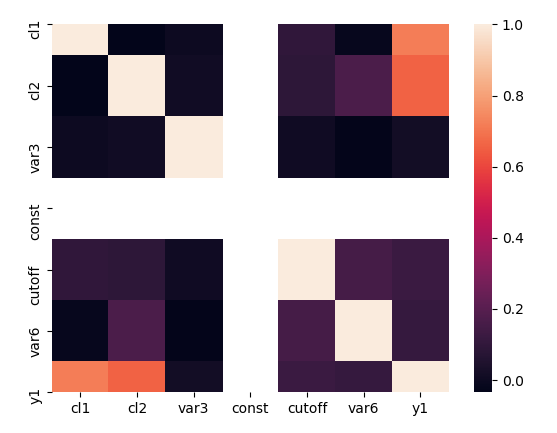 cl1
cl2
var3
const
cutoff
var6
y1
cl1 cl2 var3 const cutoff var6 y1
1.0
0.8
0.6
0.4
0.2
0.0